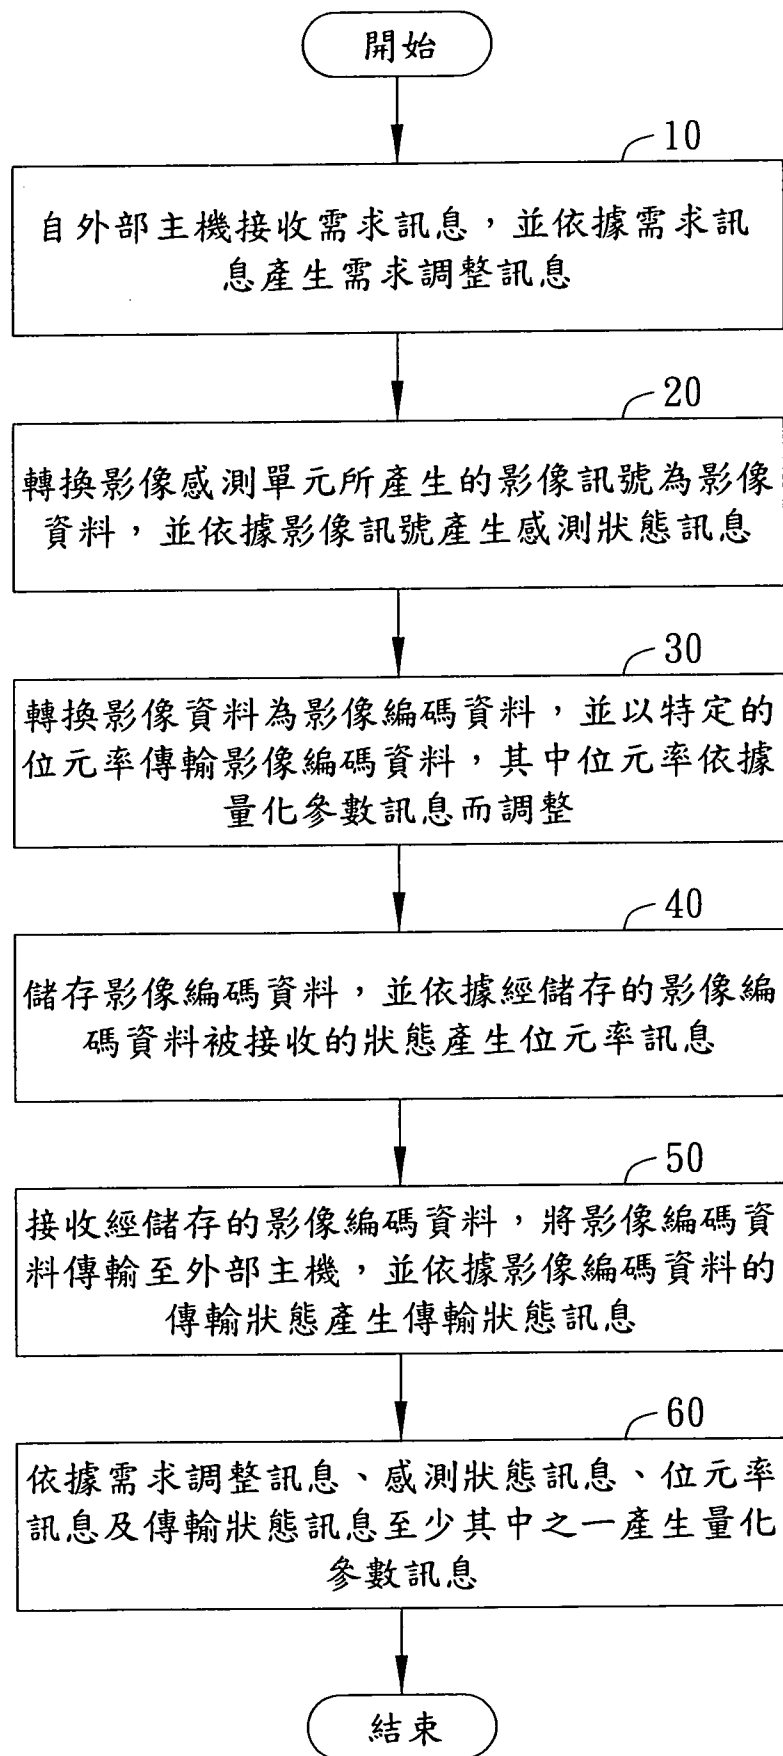 開始
10
自外部主機接收需求訊息，並依據需求訊
息產生需求調整訊息
20
轉換影像感測單元所產生的影像訊號為影像
資料，並依據影像訊號產生感測狀態訊息
30
轉換影像資料為影像編碼資料，並以特定的
位元率傳輸影像編碼資料，其中位元率依據
量化參數訊息而調整
40
儲存影像編碼資料，並依據經儲存的影像編
碼資料被接收的狀態產生位元率訊息
50
接收經儲存的影像編碼資料，將影像編碼資
料傳輸至外部主機，並依據影像編碼資料的
傳輸狀態產生傳輸狀態訊息
60
依據需求調整訊息、感測狀態訊息、位元率
訊息及傳輸狀態訊息至少其中之一產生量化
參數訊息
結束